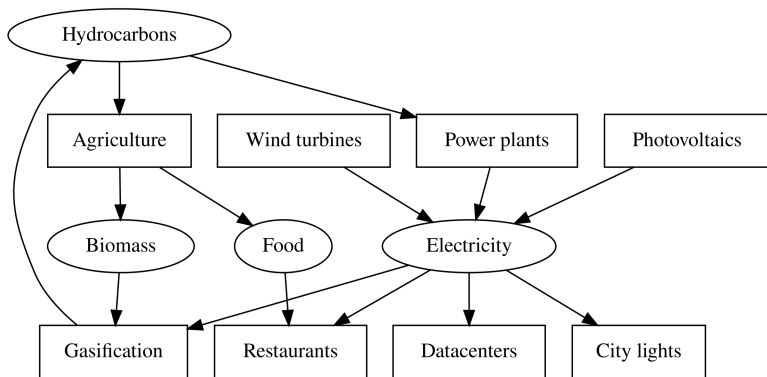 Hydrocarbons
Agriculture
Wind turbines
Power plants
Photovoltaics
Biomass
Food
Electricity
Gasification
Restaurants
Datacenters
City lights